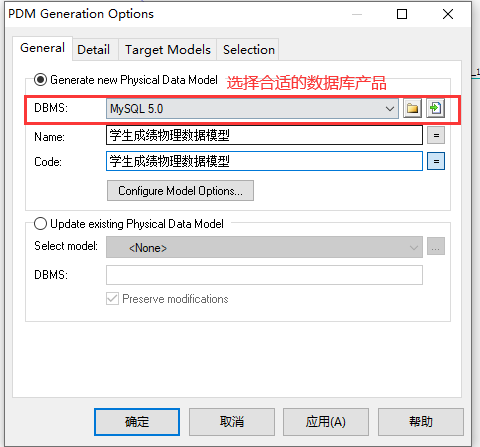 PDM Generation Options
General
Detail
Target Models
Selection
Generate new Physical Data Model
选择合适的数据库产品
DBMS:
MySQL 5.0
Name:
学生成绩物理数据模型
=
Code:
学生成绩物理数据模型
=
Configure Model Options...
Update existing Physical Data Model
Select model:
<None>
...
DBMS:
Preserve modifications
确定
取消
应用(A)
帮助